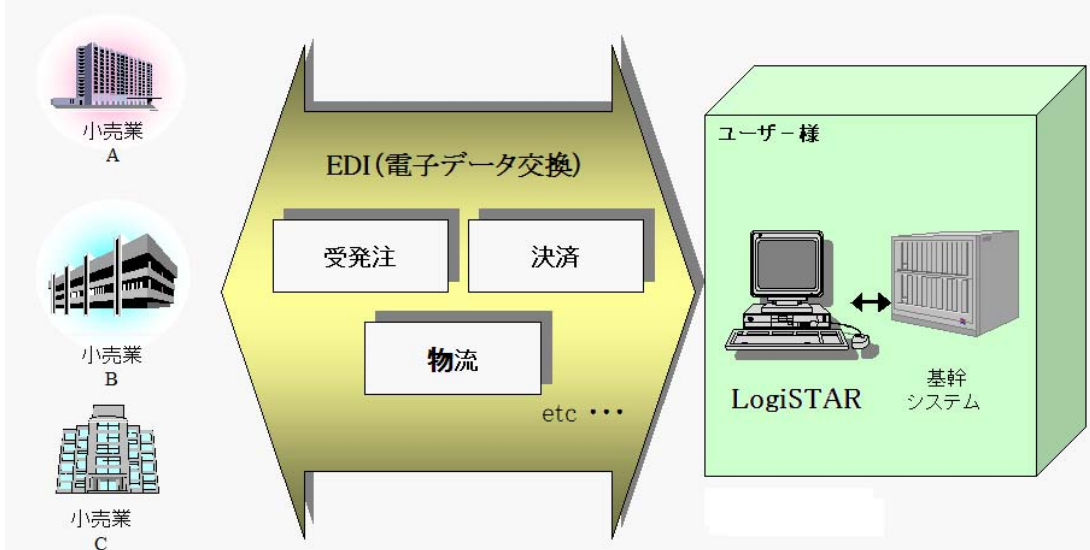 小売業
A
小売業
B
小売業
C
EDI(電子データ交換)
受発注
決済
物流
etc ・・・
ユーザー様
LogiSTAR
基幹
システム